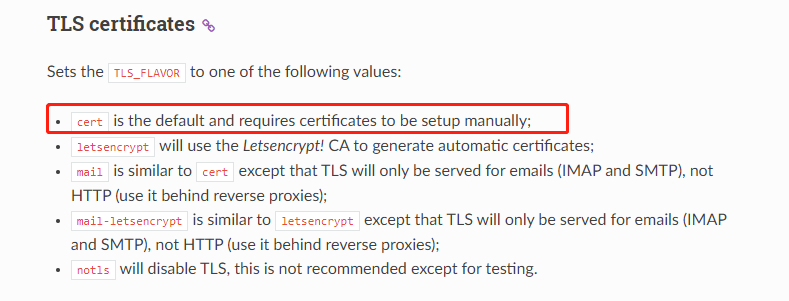 TLS certificates
Sets the TLS_FLAVOR to one of the following values:
• cert is the default and requires certificates to be setup manually;
• letsencrypt will use the Letsencrypt! CA to generate automatic certificates;
• mail is similar to cert except that TLS will only be served for emails (IMAP and SMTP), not
HTTP (use it behind reverse proxies);
• mail-letsencrypt is similar to letsencrypt except that TLS will only be served for emails (IMAP
and SMTP), not HTTP (use it behind reverse proxies);
• notls will disable TLS, this is not recommended except for testing.